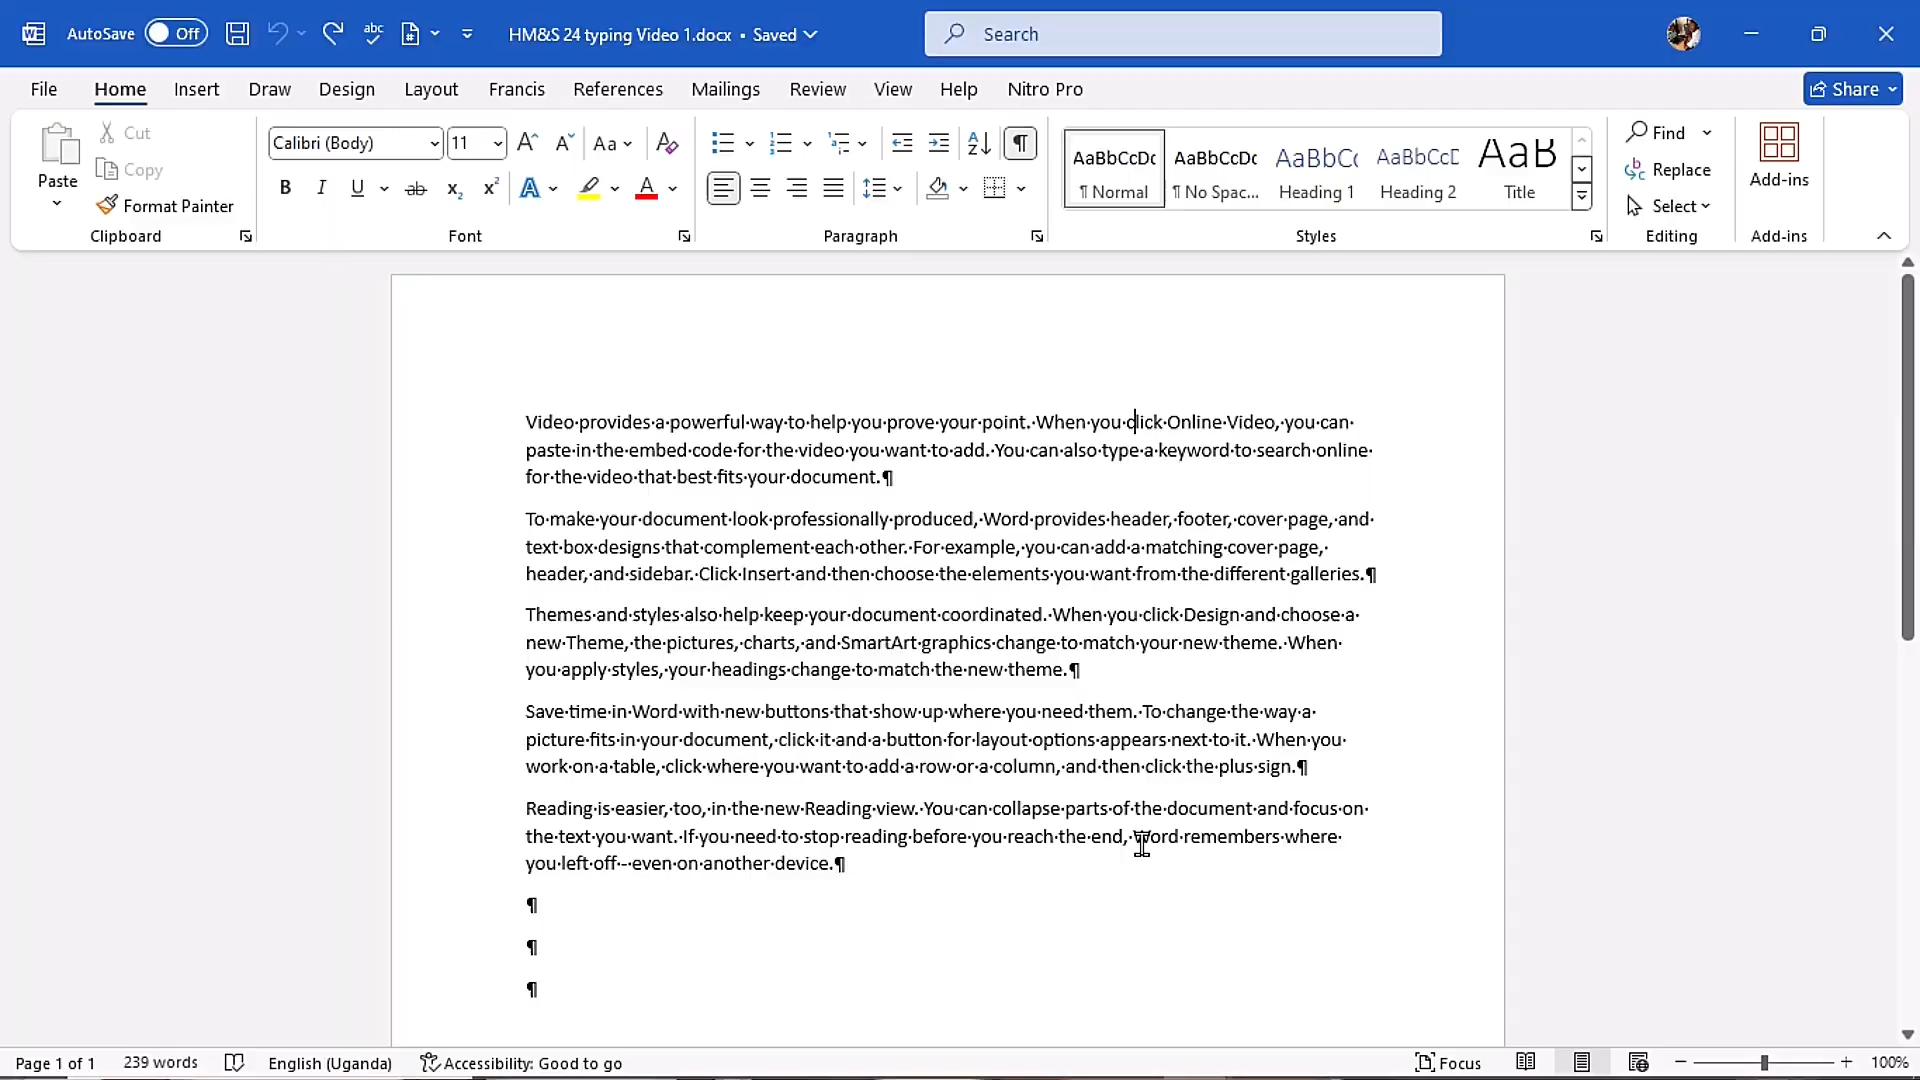 AutoSave Off abc HM&S 24 typing Video 1.docx • Saved Search
File Home Insert Draw Design Layout Francis References Mailings Review View Help Nitro Pro Share
Paste Cut Copy Format Painter
Calibri (Body) 11 Aa
B I U ab x₂ x² A A
AaBbCcDc AaBbCcDc AaBbCc AaBbCcD AaB
¶ Normal ¶ No Spac... Heading 1 Heading 2 Title
Find Replace Select
Add-ins
Clipboard Font Paragraph Styles Editing Add-ins
Video·provides·a·powerful·way·to·help·you·prove·your·point.·When·you·click·Online·Video,·you·can·
paste·in·the·embed·code·for·the·video·you·want·to·add.·You·can·also·type·a·keyword·to·search·online·
for·the·video·that·best·fits·your·document.¶
To·make·your·document·look·professionally·produced,·Word·provides·header,·footer,·cover·page,·and·
text·box·designs·that·complement·each·other.·For·example,·you·can·add·a·matching·cover·page,·
header,·and·sidebar.·Click·Insert·and·then·choose·the·elements·you·want·from·the·different·galleries.¶
Themes·and·styles·also·help·keep·your·document·coordinated.·When·you·click·Design·and·choose·a·
new·Theme,·the·pictures,·charts,·and·SmartArt·graphics·change·to·match·your·new·theme.·When·
you·apply·styles,·your·headings·change·to·match·the·new·theme.¶
Save·time·in·Word·with·new·buttons·that·show·up·where·you·need·them.·To·change·the·way·a·
picture·fits·in·your·document,·click·it·and·a·button·for·layout·options·appears·next·to·it.·When·you·
work·on·a·table,·click·where·you·want·to·add·a·row·or·a·column,·and·then·click·the·plus·sign.¶
Reading·is·easier,·too,·in·the·new·Reading·view.·You·can·collapse·parts·of·the·document·and·focus·on·
the·text·you·want.·If·you·need·to·stop·reading·before·you·reach·the·end,·Word·remembers·where·
you·left·off·-·even·on·another·device.¶
¶
¶
¶
Page 1 of 1 239 words English (Uganda) Accessibility: Good to go Focus 100%